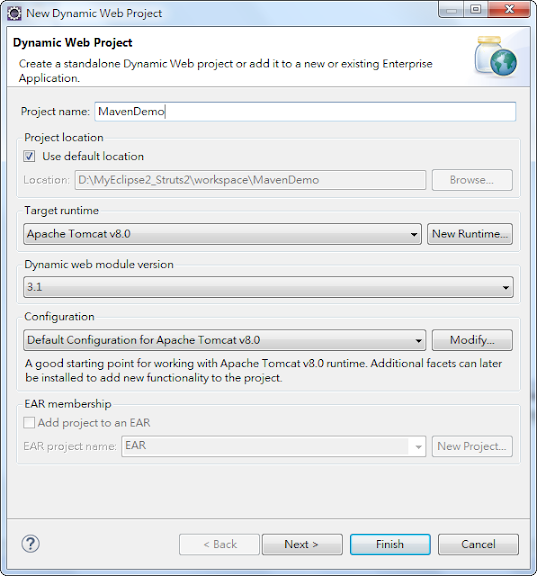 New Dynamic Web Project
Dynamic Web Project
Create a standalone Dynamic Web project or add it to a new or existing Enterprise
Application.
Project name: MavenDemo
Project location
Use default location
Location: D:\MyEclipse2_Struts2\workspace\MavenDemo Browse...
Target runtime
Apache Tomcat v8.0 New Runtime...
Dynamic web module version
3.1
Configuration
Default Configuration for Apache Tomcat v8.0 Modify...
A good starting point for working with Apache Tomcat v8.0 runtime. Additional facets can later
be installed to add new functionality to the project.
EAR membership
Add project to an EAR
EAR project name: EAR New Project...
? < Back Next > Finish Cancel